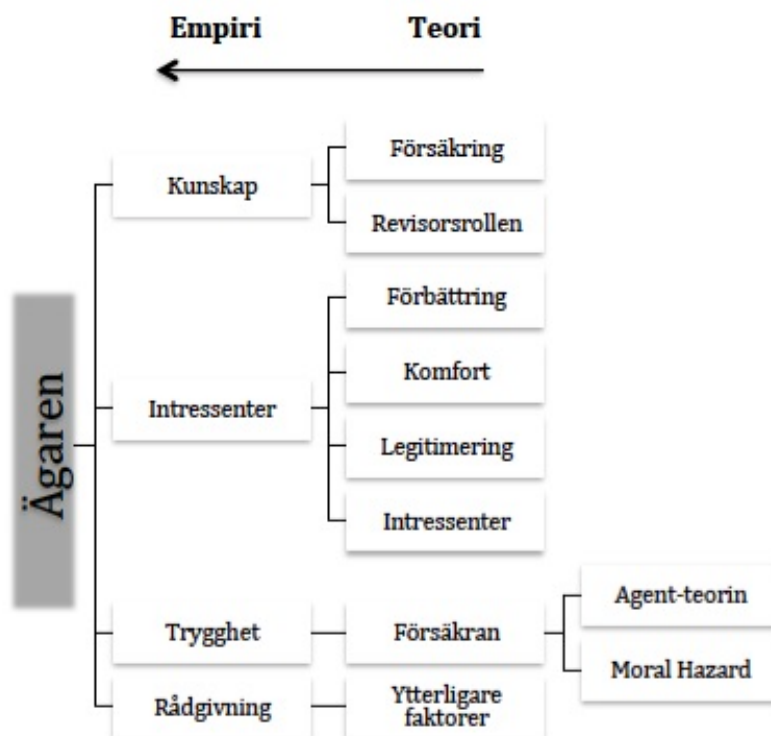 Empiri
Teori
Ägaren
Kunskap
Försäkring
Revisorsrollen
Intressenter
Förbättring
Komfort
Legitimering
Intressenter
Trygghet
Försäkran
Agent-teorin
Moral Hazard
Rådgivning
Ytterligare
faktorer